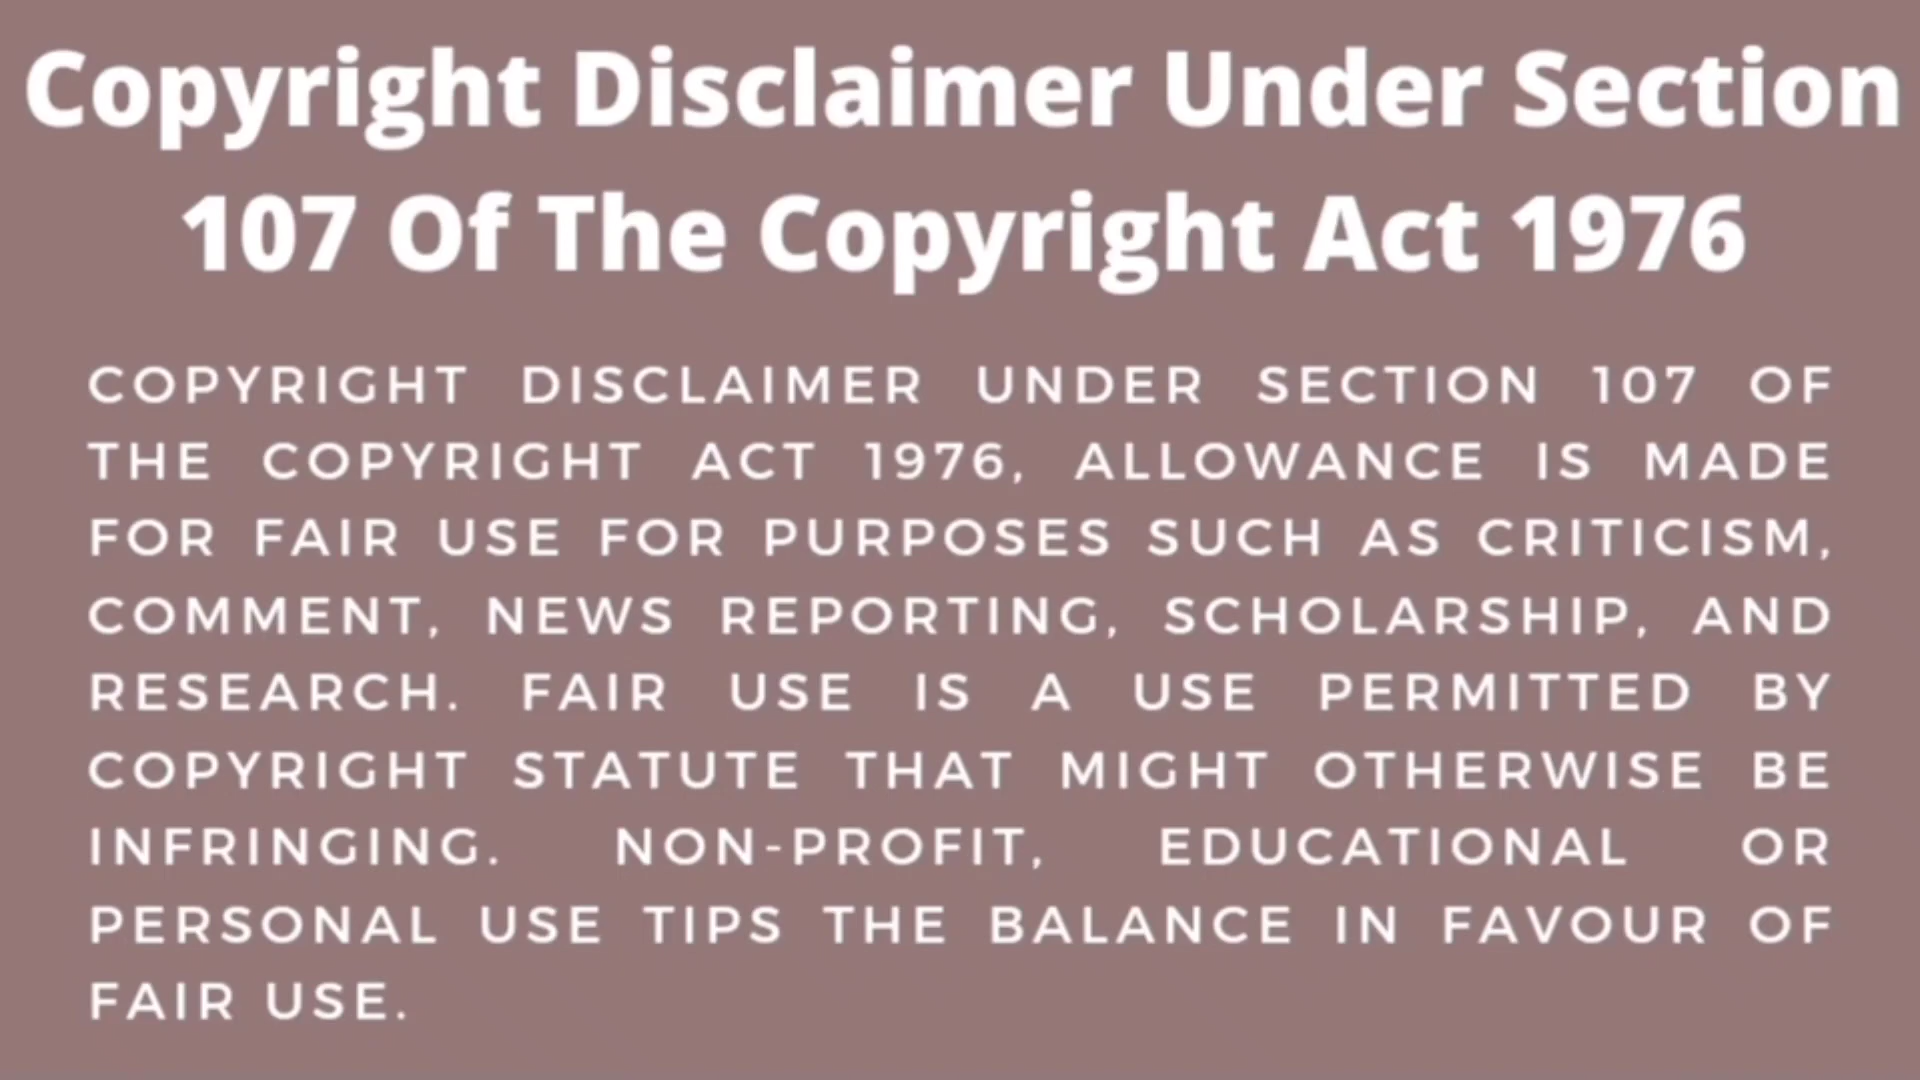 Copyright Disclaimer Under Section
107 Of The Copyright Act 1976
COPYRIGHT DISCLAIMER UNDER SECTION 107 OF
THE COPYRIGHT ACT 1976, ALLOWANCE IS MADE
FOR FAIR USE FOR PURPOSES SUCH AS CRITICISM,
COMMENT, NEWS REPORTING, SCHOLARSHIP, AND
RESEARCH. FAIR USE IS A USE PERMITTED BY
COPYRIGHT STATUTE THAT MIGHT OTHERWISE BE
INFRINGING. NON-PROFIT, EDUCATIONAL OR
PERSONAL USE TIPS THE BALANCE IN FAVOUR OF
FAIR USE.